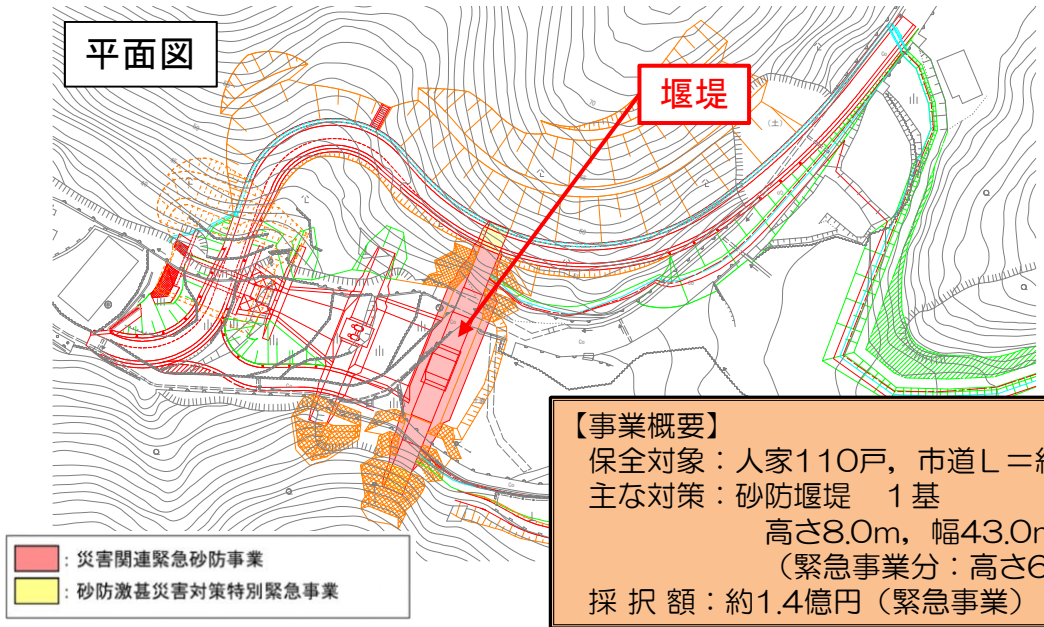 平面図
堰堤
【事業概要】
保全対象：人家110戸，市道L＝約
主な対策：砂防堰堤　1基
高さ8.0m，幅43.0m
（緊急事業分：高さ6
採 択 額：約1.4億円（緊急事業）
：災害関連緊急砂防事業
：砂防激甚災害対策特別緊急事業